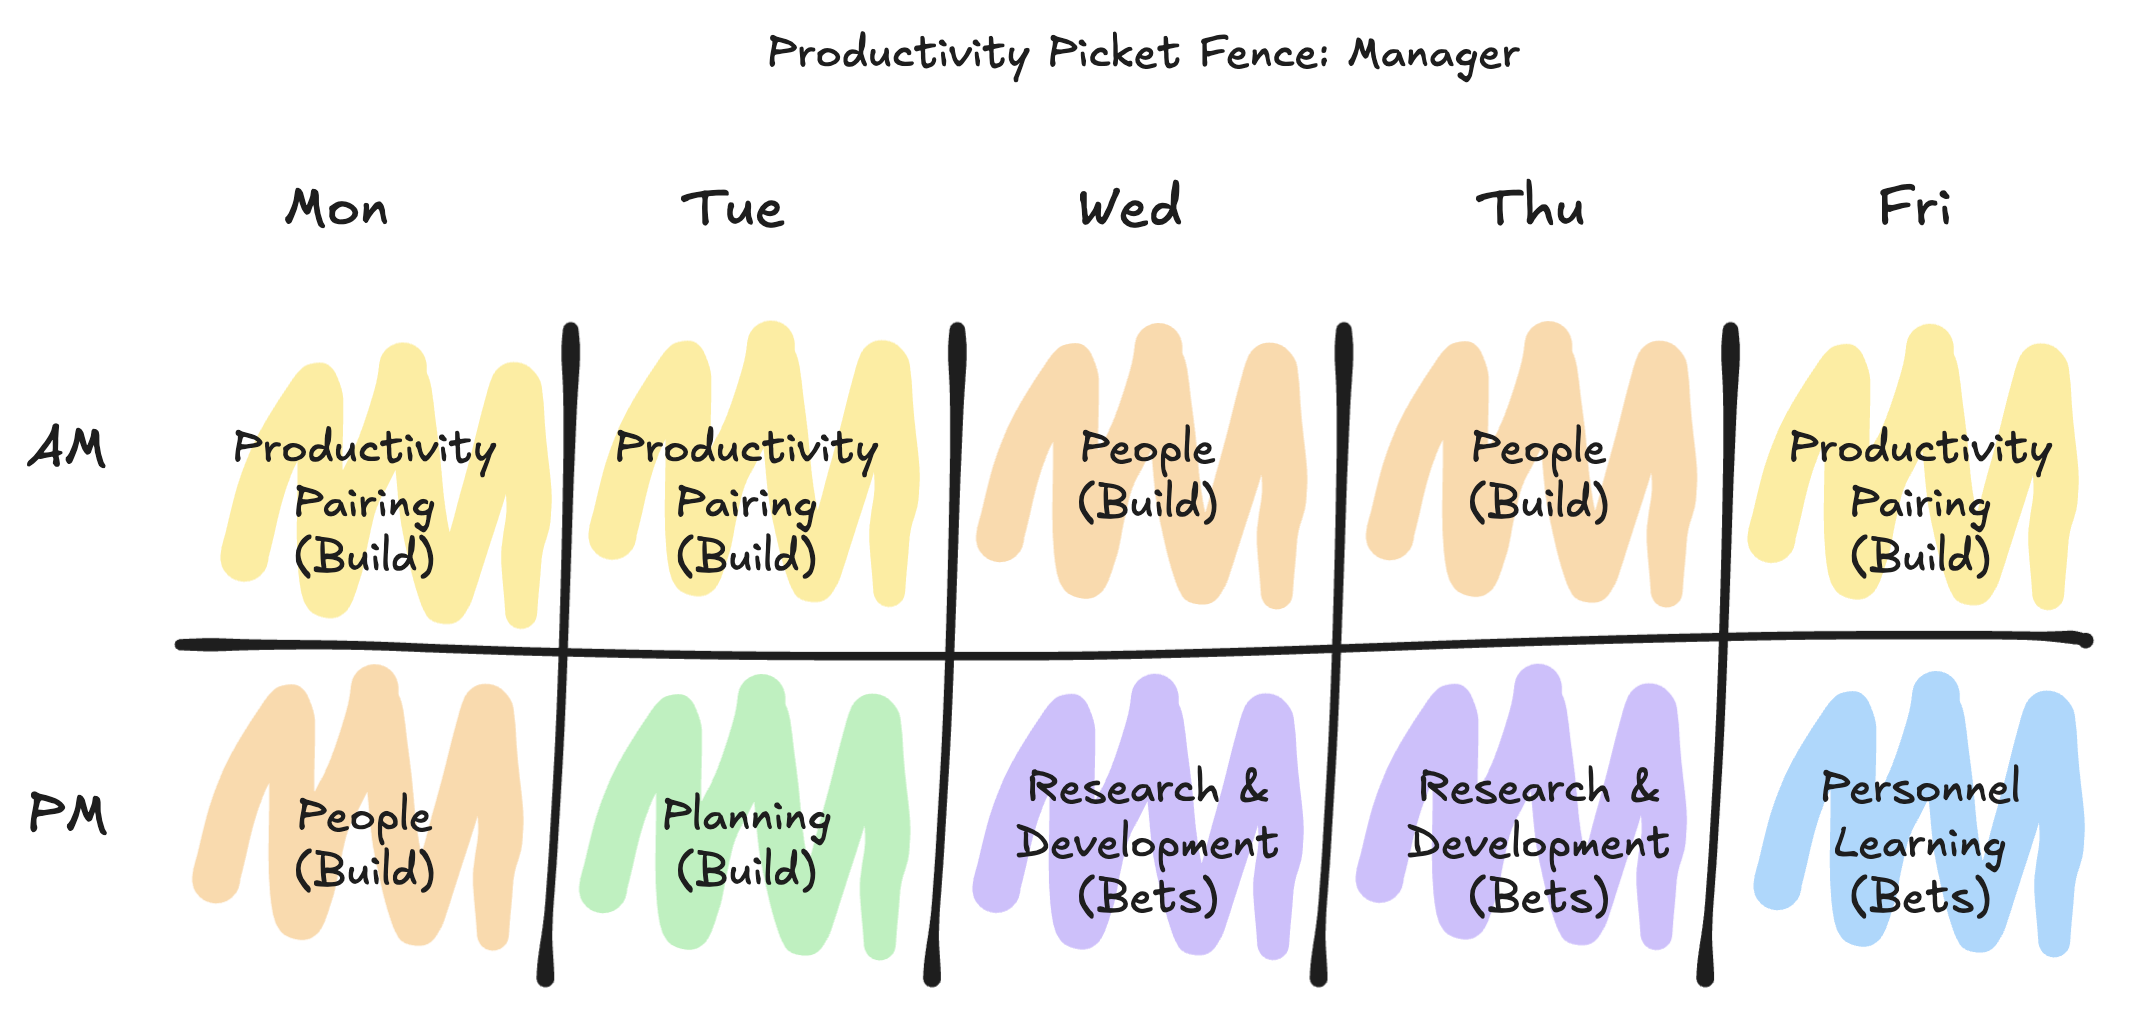 Productivity Picket Fence: Manager
Mon Tue Wed Thu Fri
AM
Productivity
Pairing
(Build)
Productivity
Pairing
(Build)
People
(Build)
People
(Build)
Productivity
Pairing
(Build)
PM
People
(Build)
Planning
(Build)
Research &
Development
(Bets)
Research &
Development
(Bets)
Personnel
Learning
(Bets)